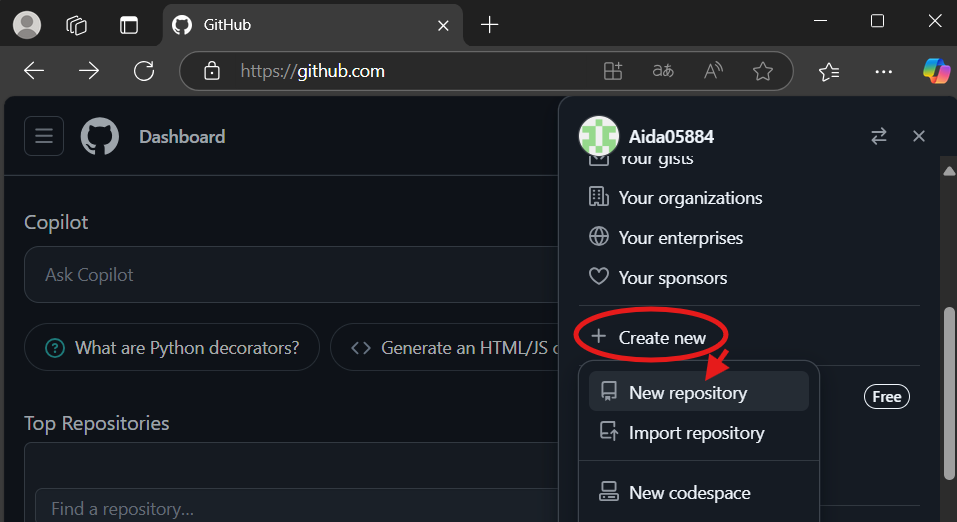 GitHub
https://github.com
aあ
A
Dashboard
Aida05884
Your gists
Your organizations
Your enterprises
Your sponsors
Copilot
Ask Copilot
What are Python decorators?
Generate an HTML/JS
Create new
New repository
Free
Import repository
New codespace
Top Repositories
Find a repository...